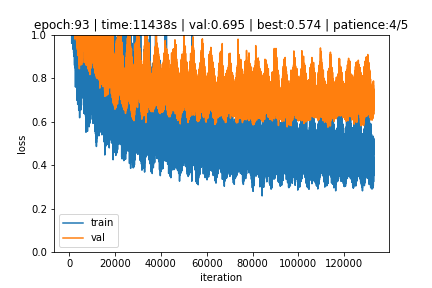 epoch:93 | time:11438s | val:0.695 | best:0.574 | patience:4/5
1.0
0.8
0.6
0.4
0.2
0.0
loss
train
val
0 20000 40000 60000 80000 100000 120000
iteration